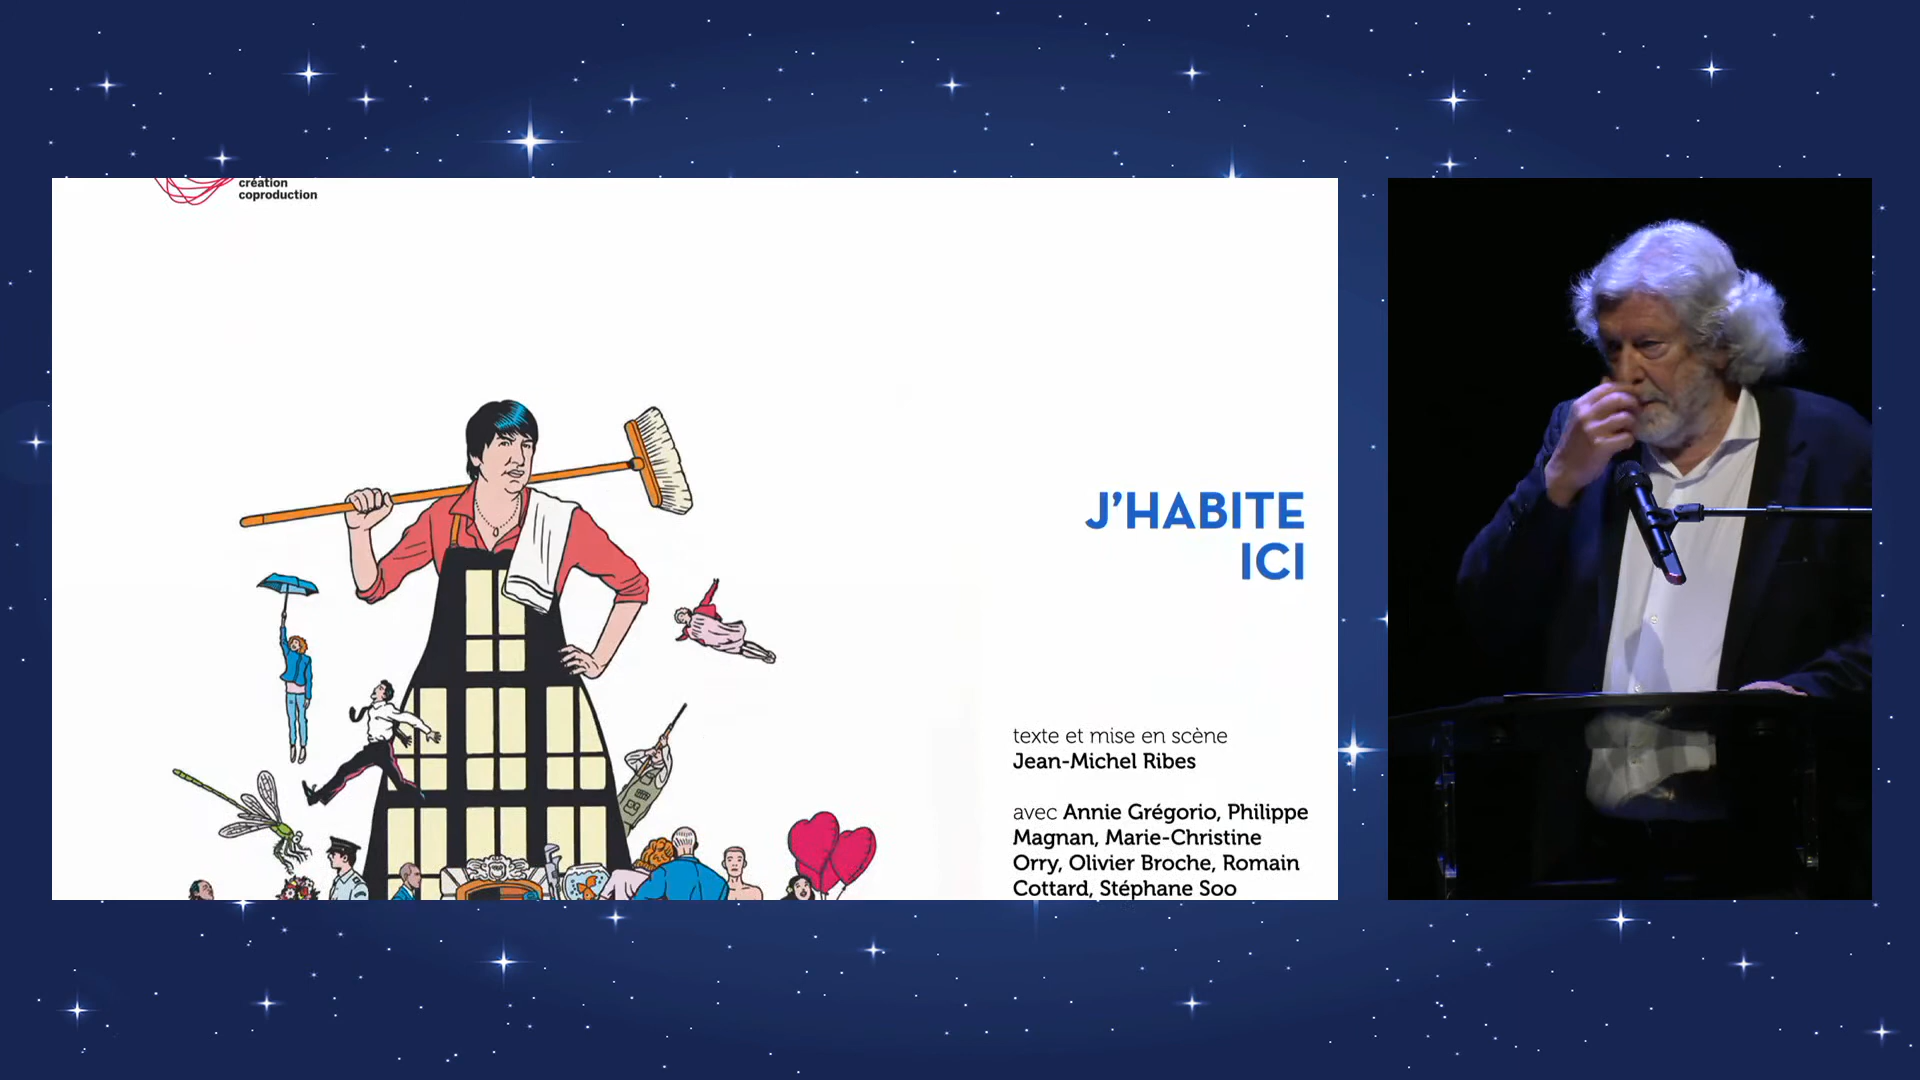 création
coproduction
J'HABITE
ICI
texte et mise en scène
Jean-Michel Ribes
avec Annie Grégorio, Philippe
Magnan, Marie-Christine
Orry, Olivier Broche, Romain
Cottard, Stéphane Soo